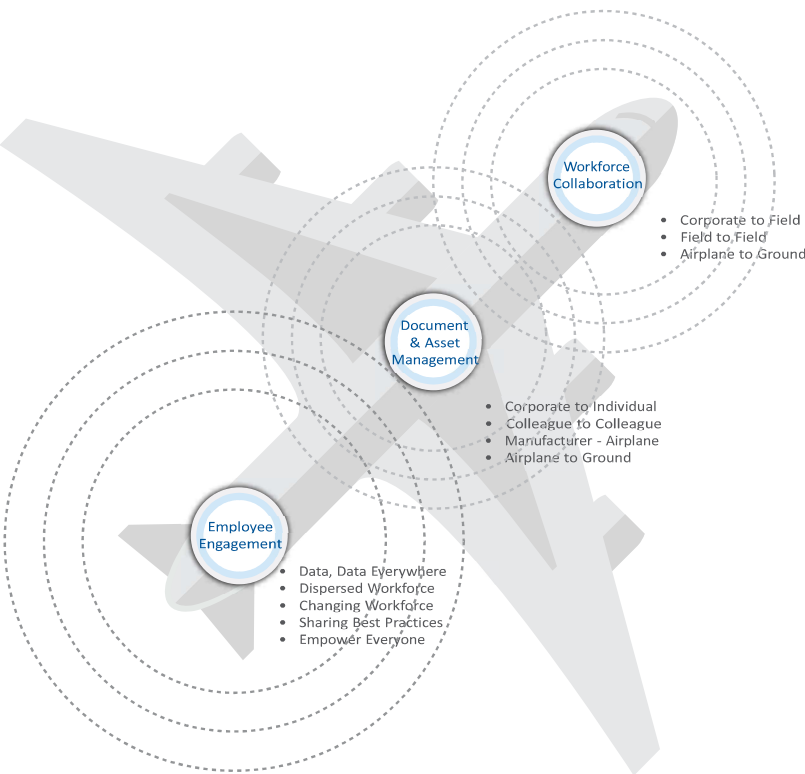 Workforce
Collaboration
Corporate to Field
Field to Field
Airplane to Ground
Document
& Asset
Management
Corporate to Individual
Colleague to Colleague
Manufacturer - Airplane
Airplane to Ground
Employee
Engagement
Data, Data Everywhere
Dispersed Workforce
Changing Workforce
Sharing Best Practices
Empower Everyone